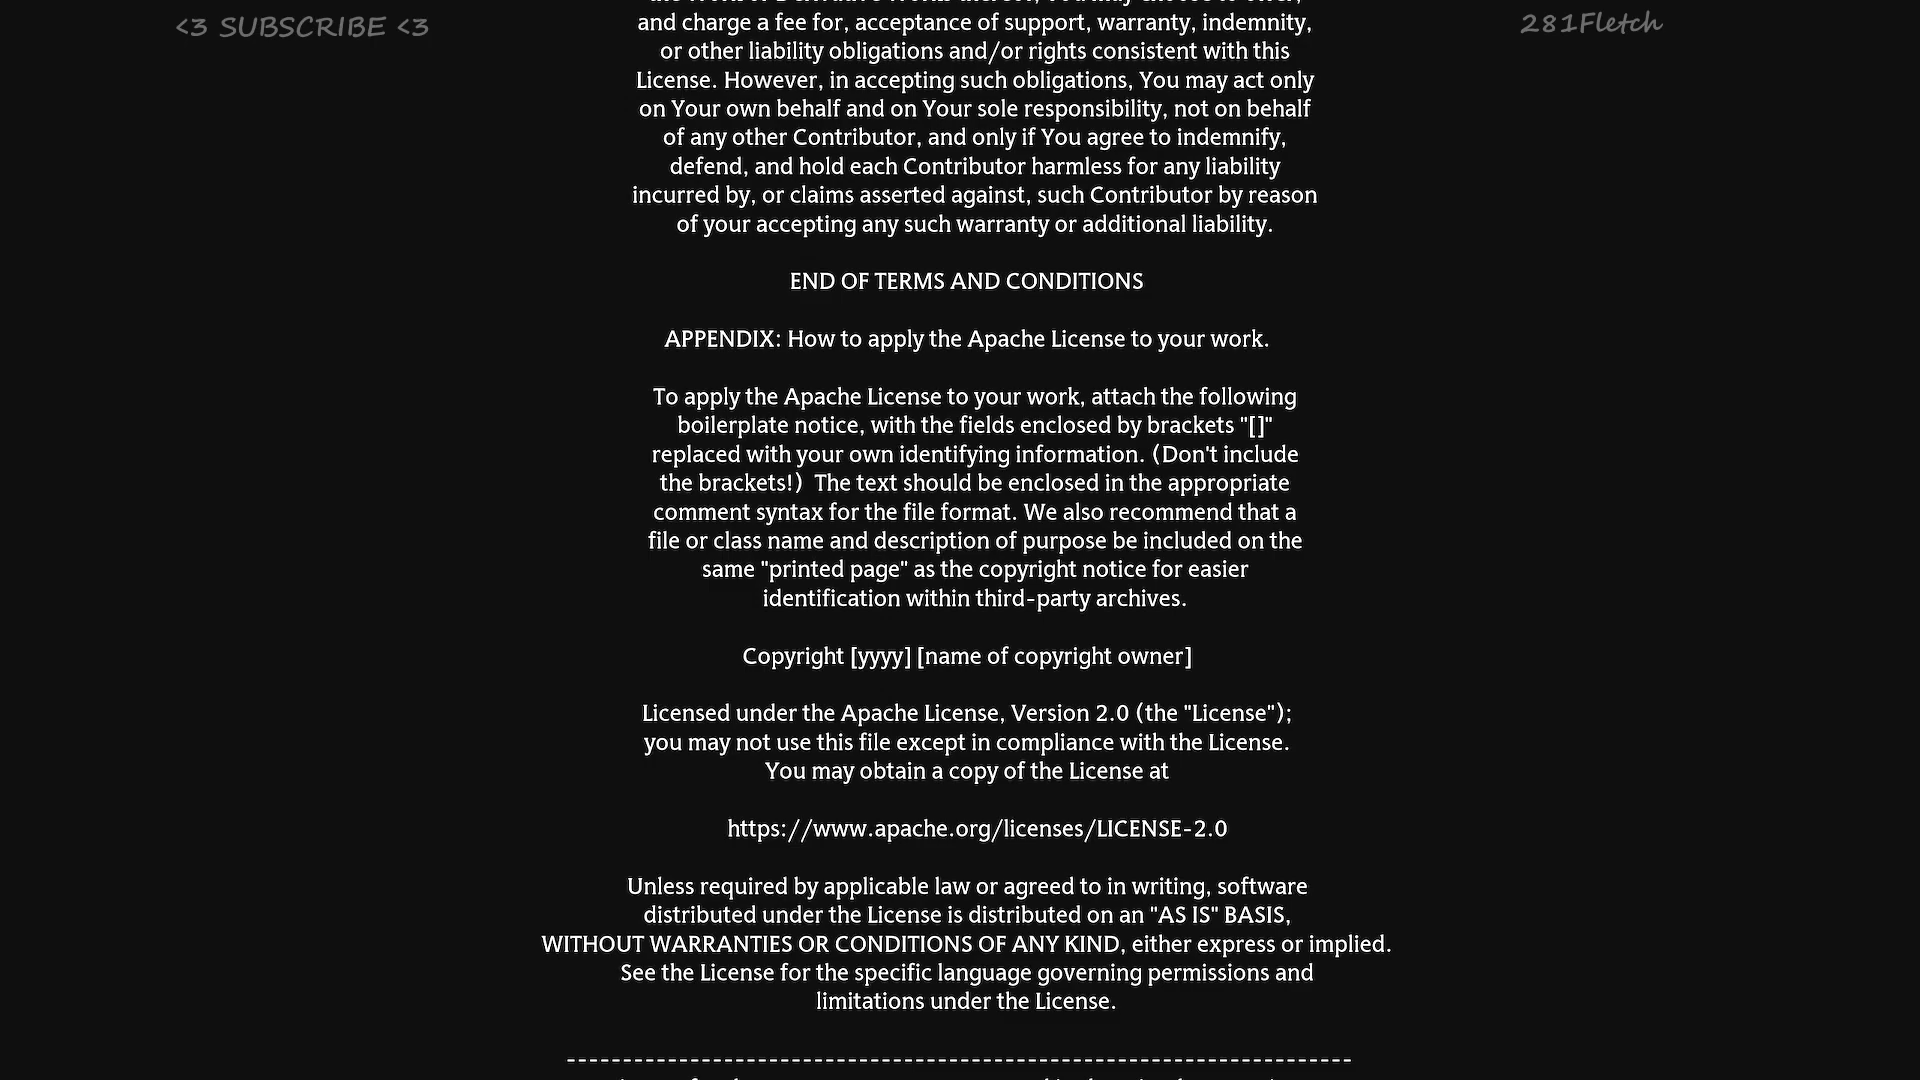 <3 SUBSCRIBE <3
281Fletch
and charge a fee for, acceptance of support, warranty, indemnity,
or other liability obligations and/or rights consistent with this
License. However, in accepting such obligations, You may act only
on Your own behalf and on Your sole responsibility, not on behalf
of any other Contributor, and only if You agree to indemnify,
defend, and hold each Contributor harmless for any liability
incurred by, or claims asserted against, such Contributor by reason
of your accepting any such warranty or additional liability.
END OF TERMS AND CONDITIONS
APPENDIX: How to apply the Apache License to your work.
To apply the Apache License to your work, attach the following
boilerplate notice, with the fields enclosed by brackets "[]"
replaced with your own identifying information. (Don't include
the brackets!)  The text should be enclosed in the appropriate
comment syntax for the file format. We also recommend that a
file or class name and description of purpose be included on the
same "printed page" as the copyright notice for easier
identification within third-party archives.
Copyright [yyyy] [name of copyright owner]
Licensed under the Apache License, Version 2.0 (the "License");
you may not use this file except in compliance with the License.
You may obtain a copy of the License at
https://www.apache.org/licenses/LICENSE-2.0
Unless required by applicable law or agreed to in writing, software
distributed under the License is distributed on an "AS IS" BASIS,
WITHOUT WARRANTIES OR CONDITIONS OF ANY KIND, either express or implied.
See the License for the specific language governing permissions and
limitations under the License.
----------------------------------------------------------------------